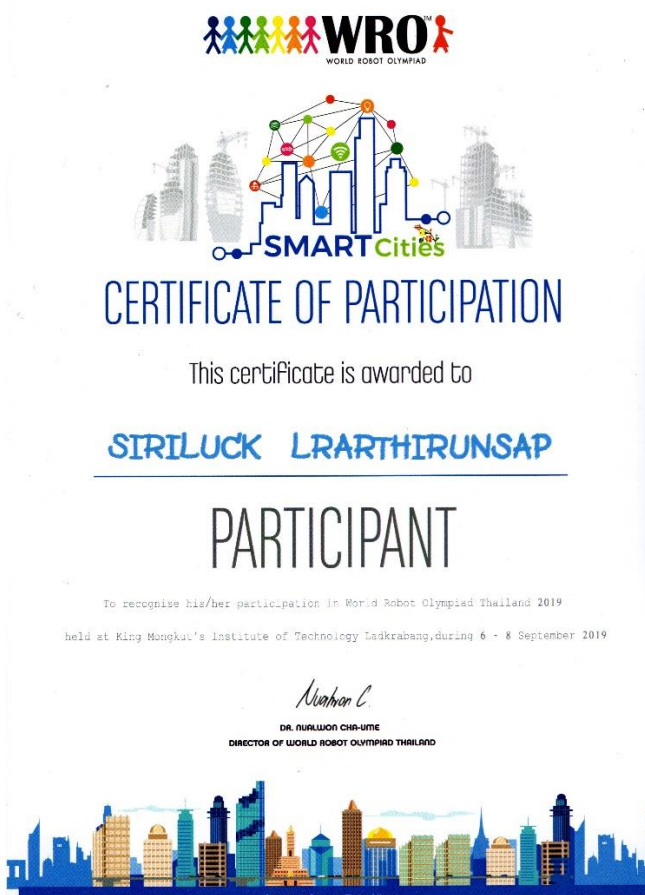 WRO™
WORLD ROBOT OLYMPIAD
SMART Cities
CERTIFICATE OF PARTICIPATION
This certificate is awarded to
SIRILUCK LRARTHIRUNSAP
PARTICIPANT
To recognise his/her participation in World Robot Olympiad Thailand 2019
held at King Mongkut's Institute of Technology Ladkrabang,during 6 - 8 September 2019
Nualwon C.
DR. NUALWON CHA-UME
DIRECTOR OF WORLD ROBOT OLYMPIAD THAILAND